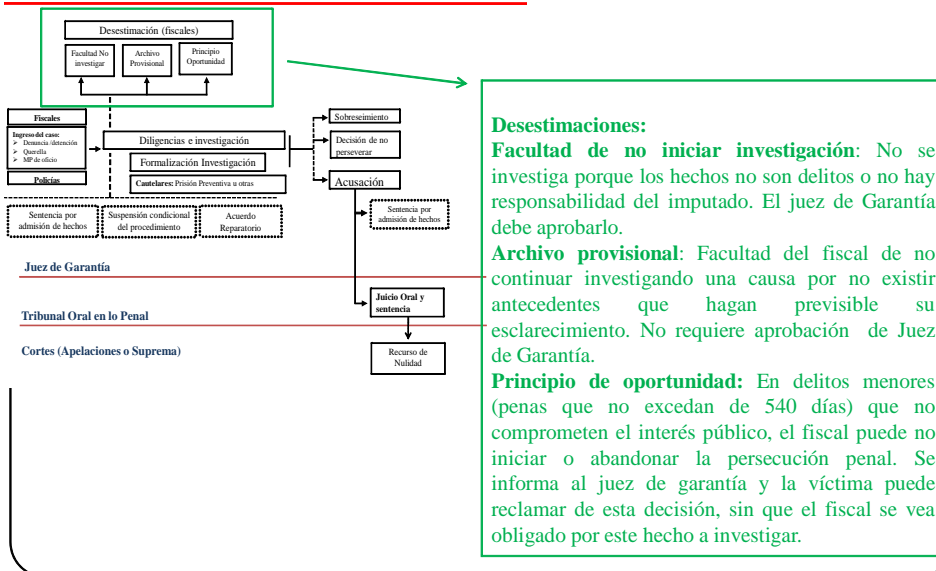 Desestimación (fiscales)
Facultad No
investigar
Archivo
Provisional
Principio
Oportunidad
Fiscales
Ingreso del caso:
➢ Denuncia /detención
➢ Querella
➢ MP de oficio
Policías
Diligencias e investigación
Formalización Investigación
Cautelares: Prisión Preventiva u otras
Sobreseimiento
Decisión de no
perseverar
Acusación
Sentencia por
admisión de hechos
Suspensión condicional
del procedimiento
Acuerdo
Reparatorio
Sentencia por
admisión de hechos
Juez de Garantía
Juicio Oral y
sentencia
Tribunal Oral en lo Penal
Cortes (Apelaciones o Suprema)
Recurso de
Nulidad
Desestimaciones:
Facultad de no iniciar investigación: No se
investiga porque los hechos no son delitos o no hay
responsabilidad del imputado. El juez de Garantía
debe aprobarlo.
Archivo provisional: Facultad del fiscal de no
continuar investigando una causa por no existir
antecedentes que hagan previsible su
esclarecimiento. No requiere aprobación de Juez
de Garantía.
Principio de oportunidad: En delitos menores
(penas que no excedan de 540 días) que no
comprometen el interés público, el fiscal puede no
iniciar o abandonar la persecución penal. Se
informa al juez de garantía y la víctima puede
reclamar de esta decisión, sin que el fiscal se vea
obligado por este hecho a investigar.